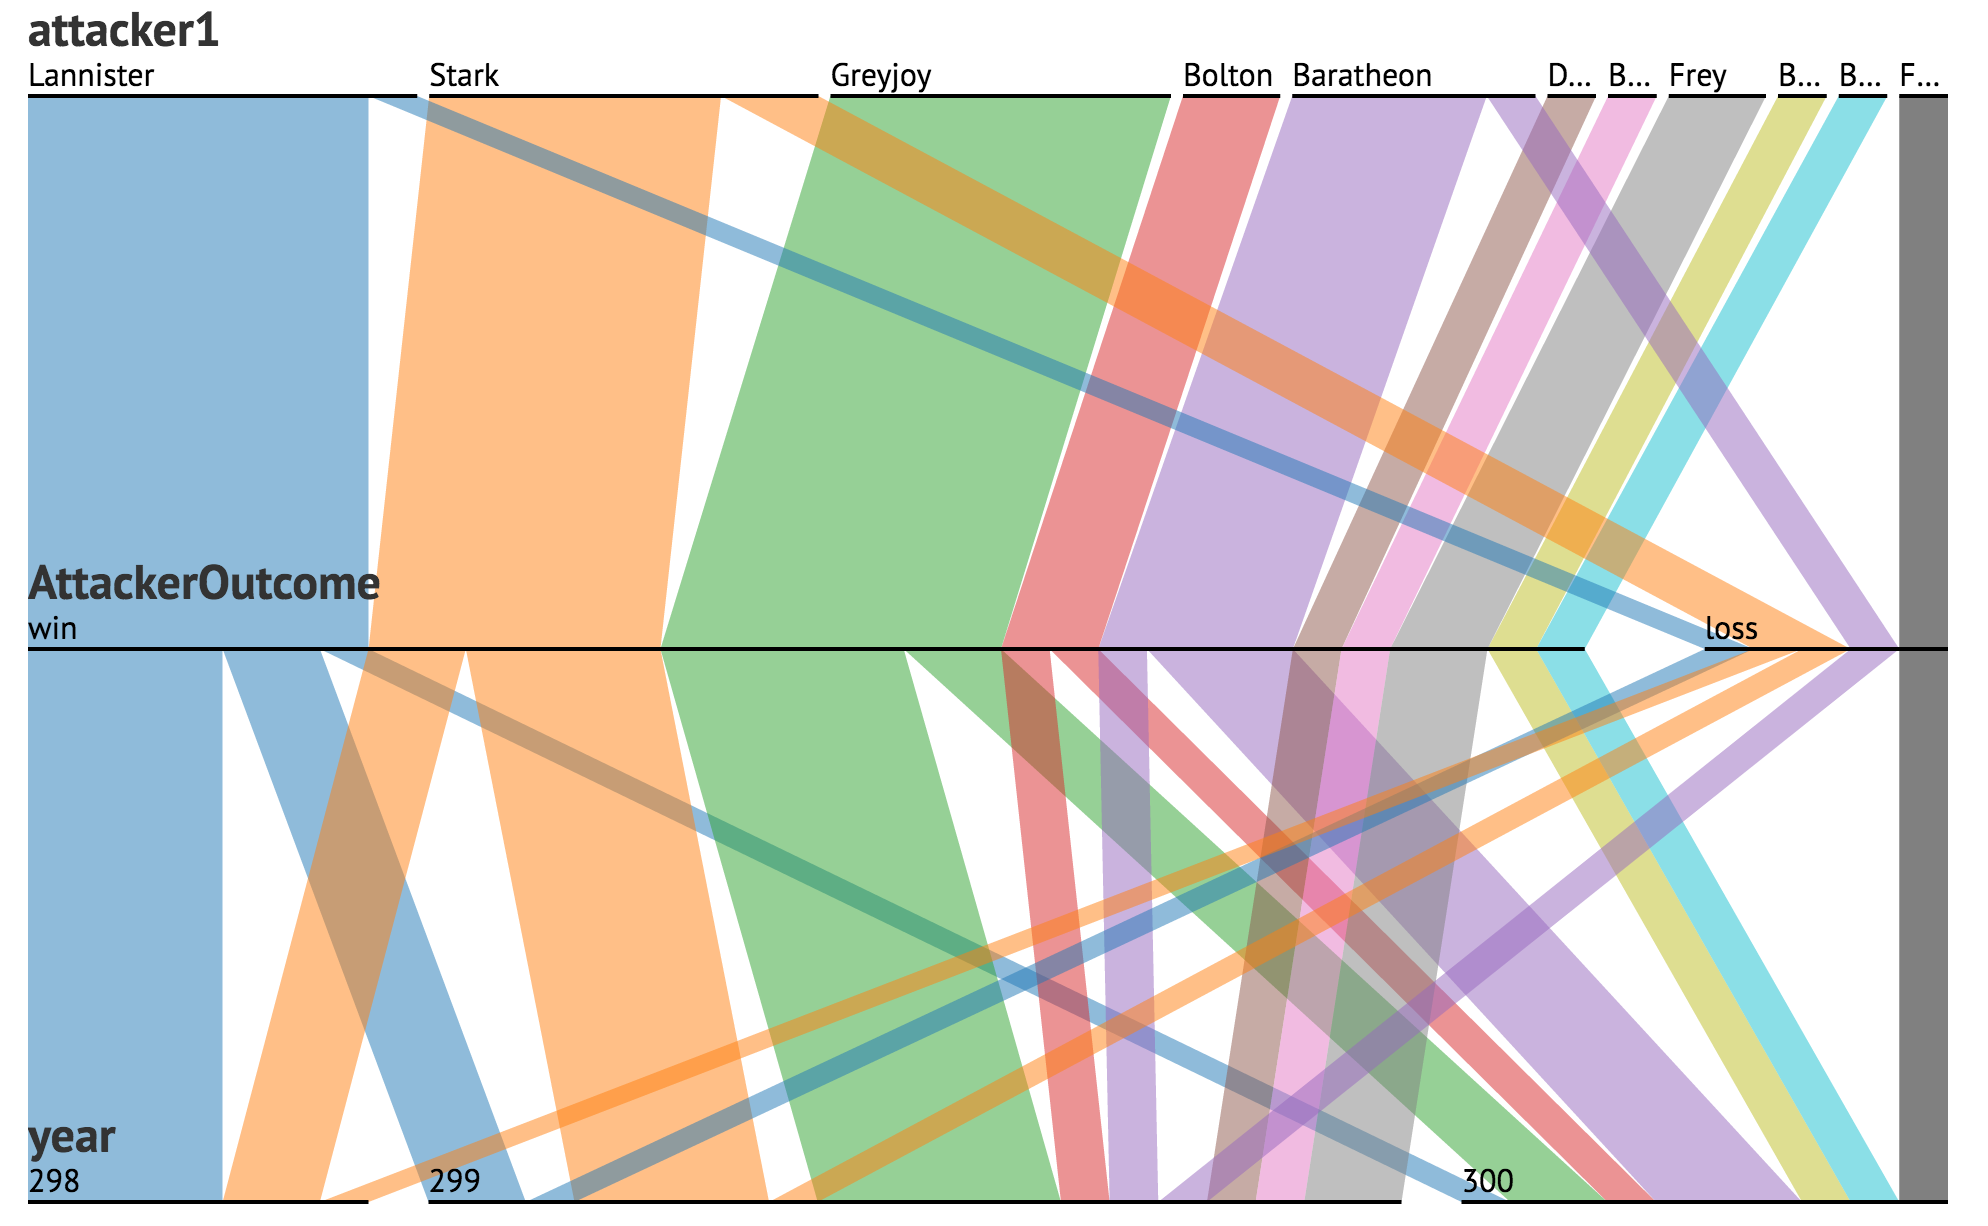 attacker1
Lannister Stark Greyjoy Bolton Baratheon D... B... Frey B... B... F...
AttackerOutcome
win loss
year
298 299 300